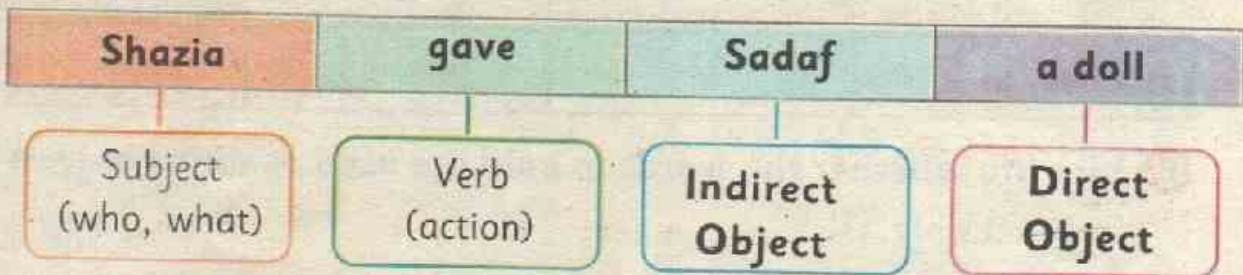 Shazia gave Sadaf a doll
Subject
(who, what)
Verb
(action)
Indirect
Object
Direct
Object